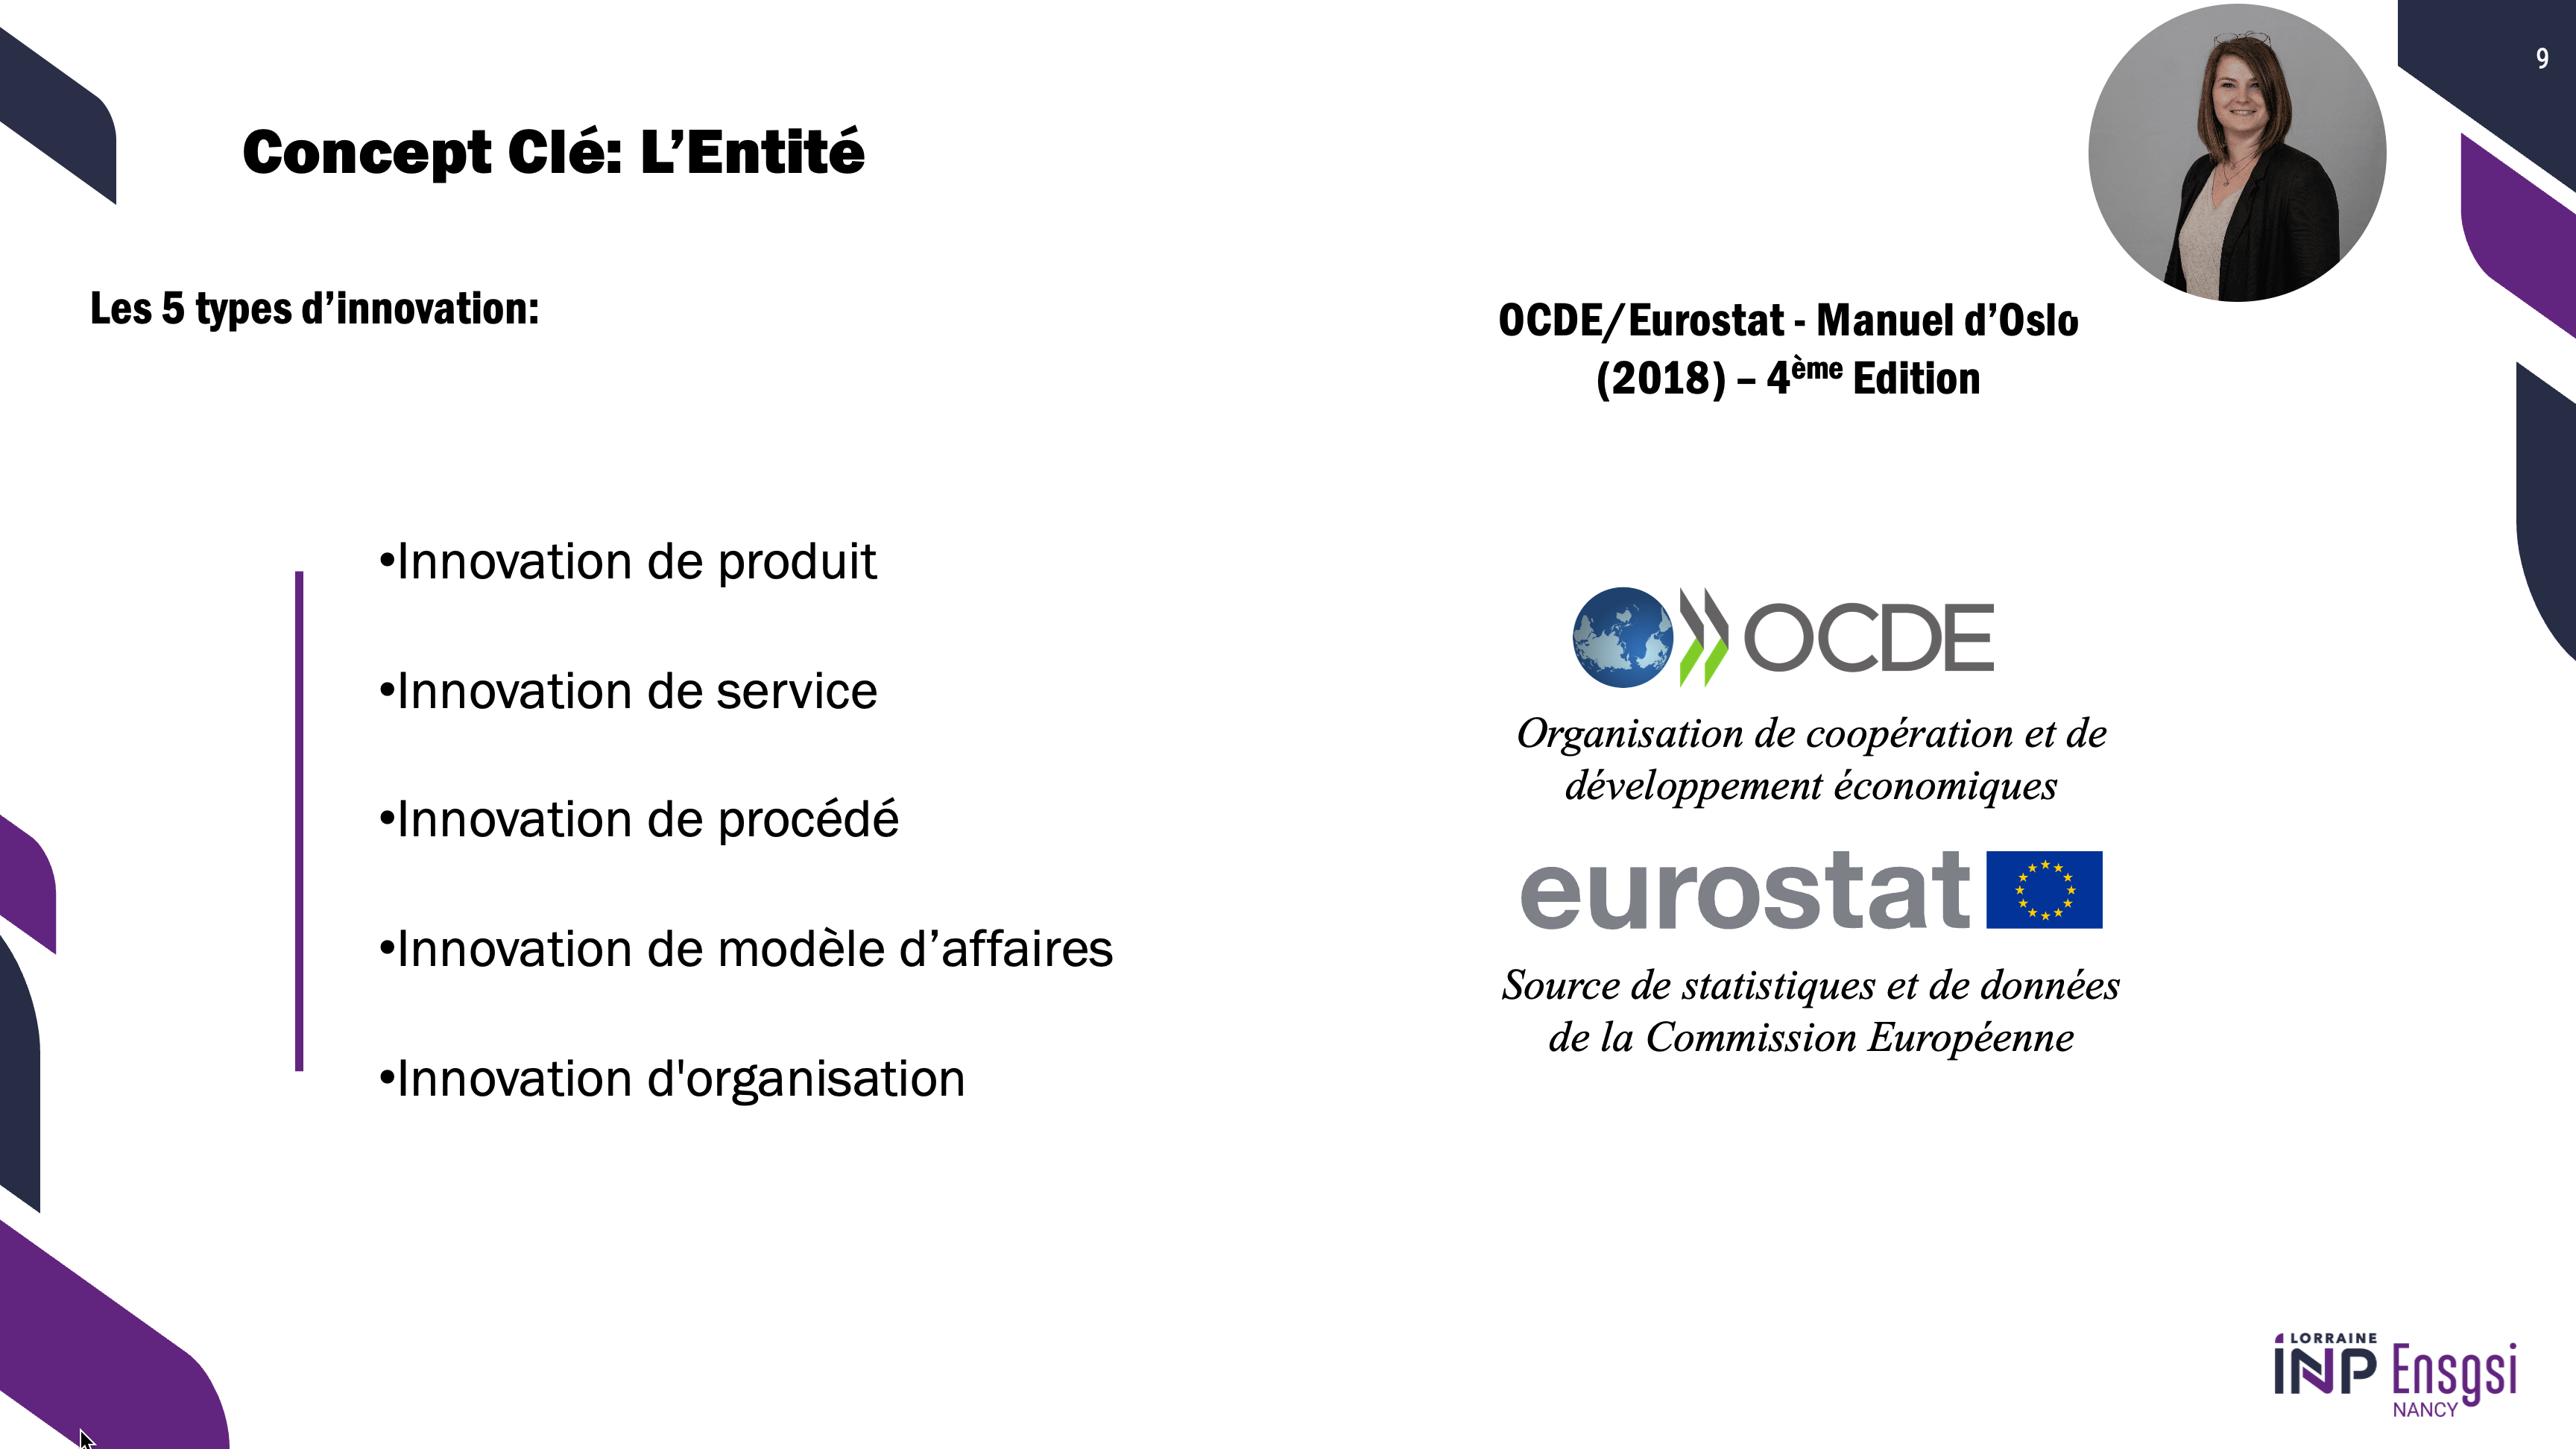 9
Concept Clé: L’Entité
Les 5 types d’innovation:
•Innovation de produit
•Innovation de service
•Innovation de procédé
•Innovation de modèle d’affaires
•Innovation d'organisation
OCDE/Eurostat - Manuel d’Oslo
(2018) – 4ème Edition
OCDE
Organisation de coopération et de
développement économiques
eurostat
Source de statistiques et de données
de la Commission Européenne
LORRAINE
INP Ensgsi
NANCY